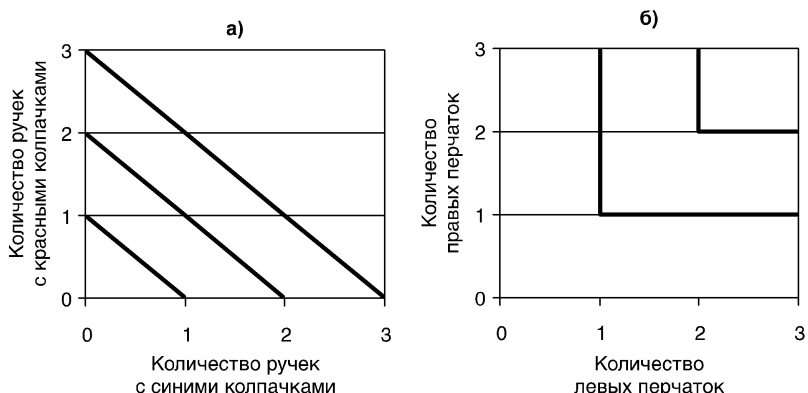 а)
Количество ручек
с красными колпачками
3
2
1
0
0 1 2 3
Количество ручек
с синими колпачками
б)
Количество
правых перчаток
3
2
1
0
0 1 2 3
Количество
левых перчаток